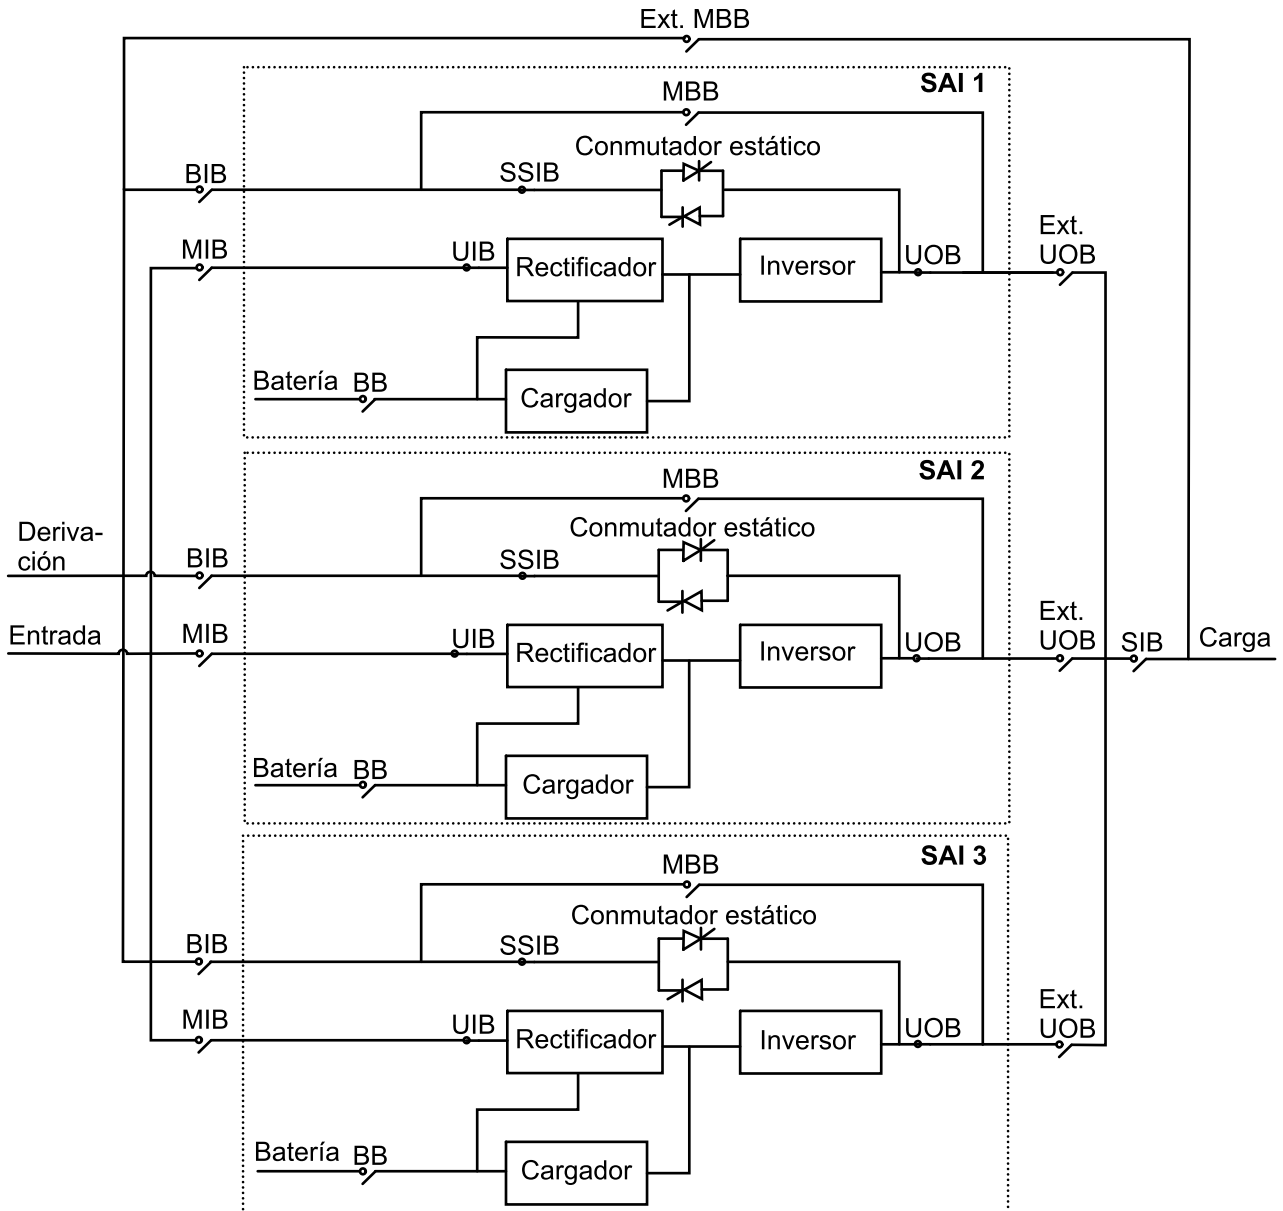 Ext. MBB
SAI 1
MBB
Conmutador estático
BIB
SSIB
MIB
UIB
Rectificador
Inversor
UOB
Ext.
UOB
Batería
BB
Cargador
SAI 2
MBB
Conmutador estático
Deriva-
ción
BIB
SSIB
Entrada
MIB
UIB
Rectificador
Inversor
UOB
Ext.
UOB
SIB
Carga
Batería
BB
Cargador
SAI 3
MBB
Conmutador estático
BIB
SSIB
MIB
UIB
Rectificador
Inversor
UOB
Ext.
UOB
Batería
BB
Cargador